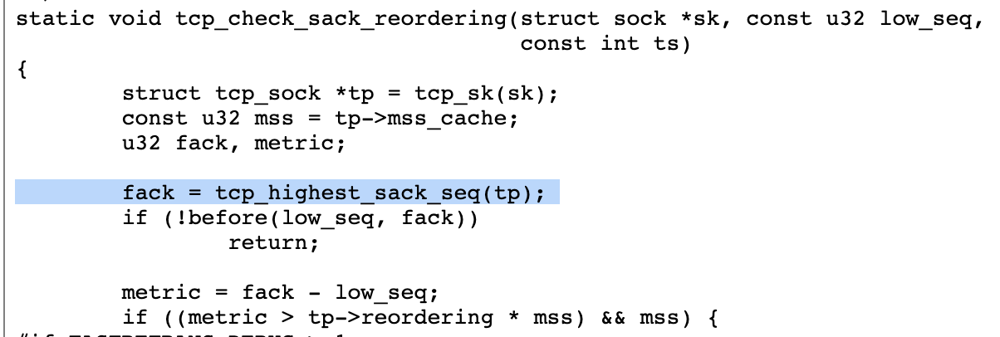 static void tcp_check_sack_reordering(struct sock *sk, const u32 low_seq,
const int ts)
{
struct tcp_sock *tp = tcp_sk(sk);
const u32 mss = tp->mss_cache;
u32 fack, metric;
fack = tcp_highest_sack_seq(tp);
if (!before(low_seq, fack))
return;
metric = fack - low_seq;
if ((metric > tp->reordering * mss) && mss) {